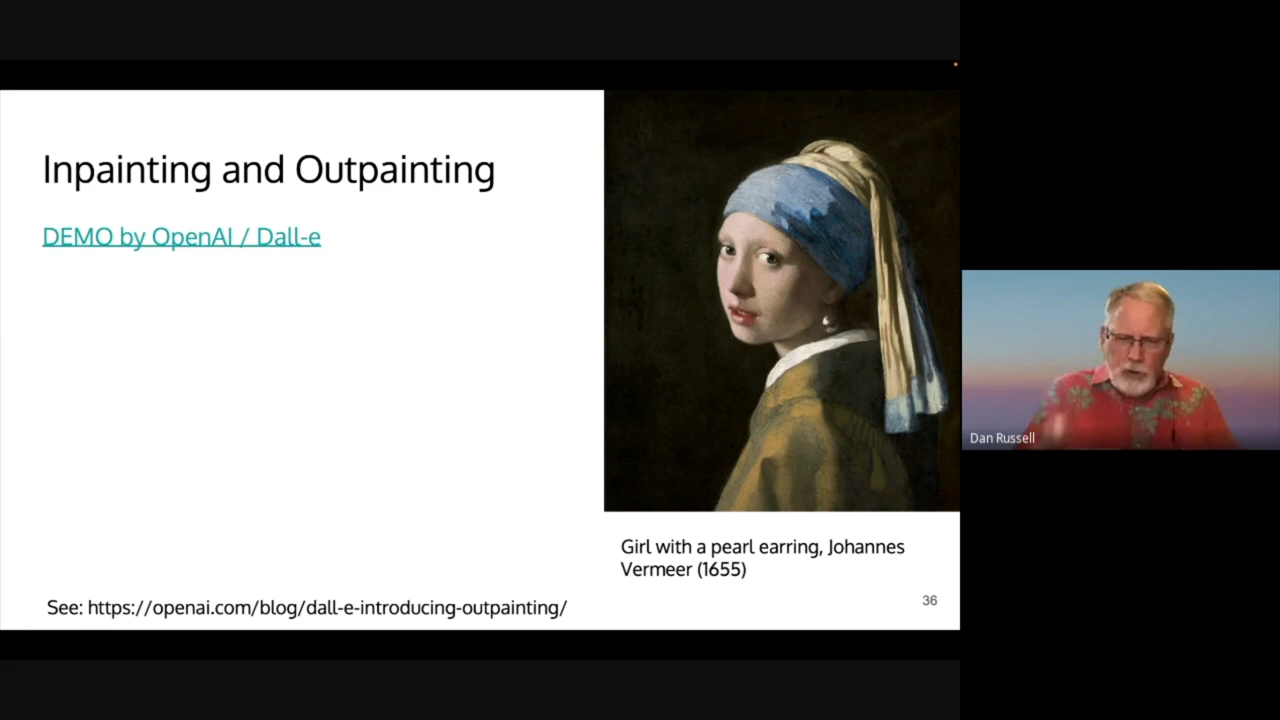 Inpainting and Outpainting
DEMO by OpenAI / Dall-e
Girl with a pearl earring, Johannes
Vermeer (1655)
See: https://openai.com/blog/dall-e-introducing-outpainting/
36
Dan Russell